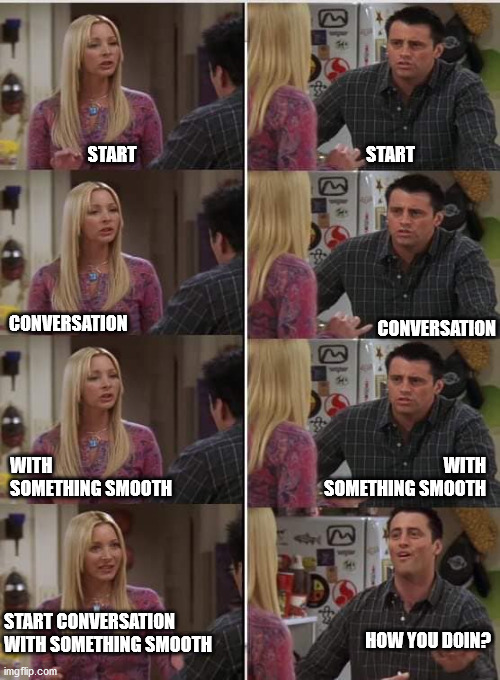 START
START
CONVERSATION
CONVERSATION
WITH
SOMETHING SMOOTH
WITH
SOMETHING SMOOTH
START CONVERSATION
WITH SOMETHING SMOOTH
HOW YOU DOIN?
imgflip.com